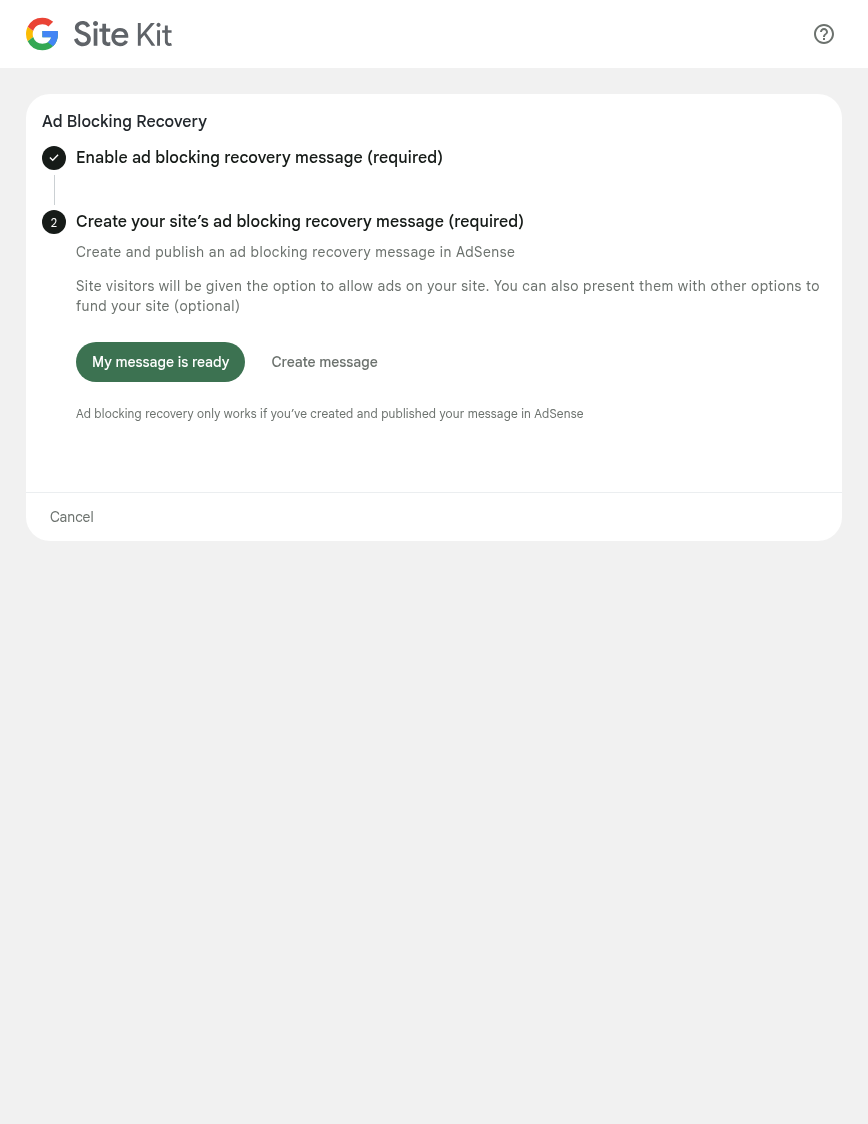 Site Kit
Ad Blocking Recovery
Enable ad blocking recovery message (required)
2
Create your site’s ad blocking recovery message (required)
Create and publish an ad blocking recovery message in AdSense
Site visitors will be given the option to allow ads on your site. You can also present them with other options to
fund your site (optional)
My message is ready
Create message
Ad blocking recovery only works if you’ve created and published your message in AdSense
Cancel